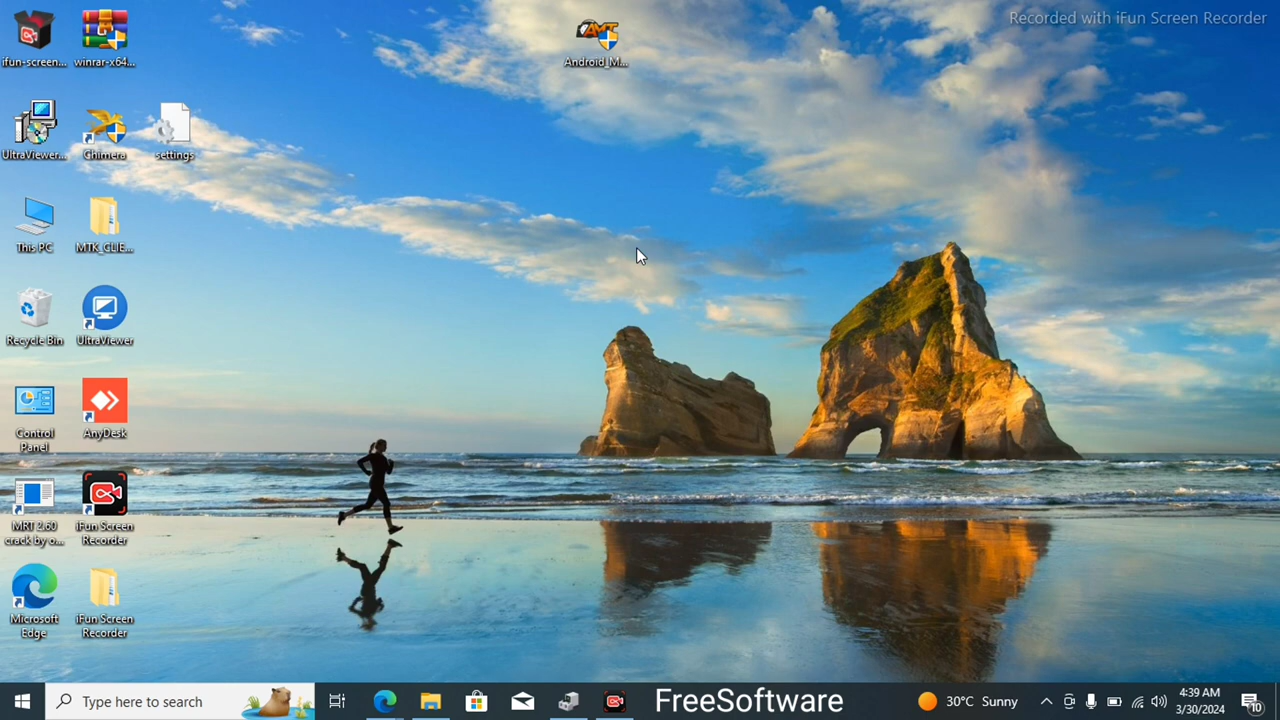 Recorded with iFun Screen Recorder
ifun-screen...
winrar-x64...
AMT
Android_M...
UltraViewer...
Chimera
settings
This PC
MTK_CLIE...
Recycle Bin
UltraViewer
Control
Panel
AnyDesk
MRT 2.60
crack by o...
iFun Screen
Recorder
Microsoft
Edge
iFun Screen
Recorder
Type here to search
FreeSoftware
30°C Sunny
4:39 AM
3/30/2024
10